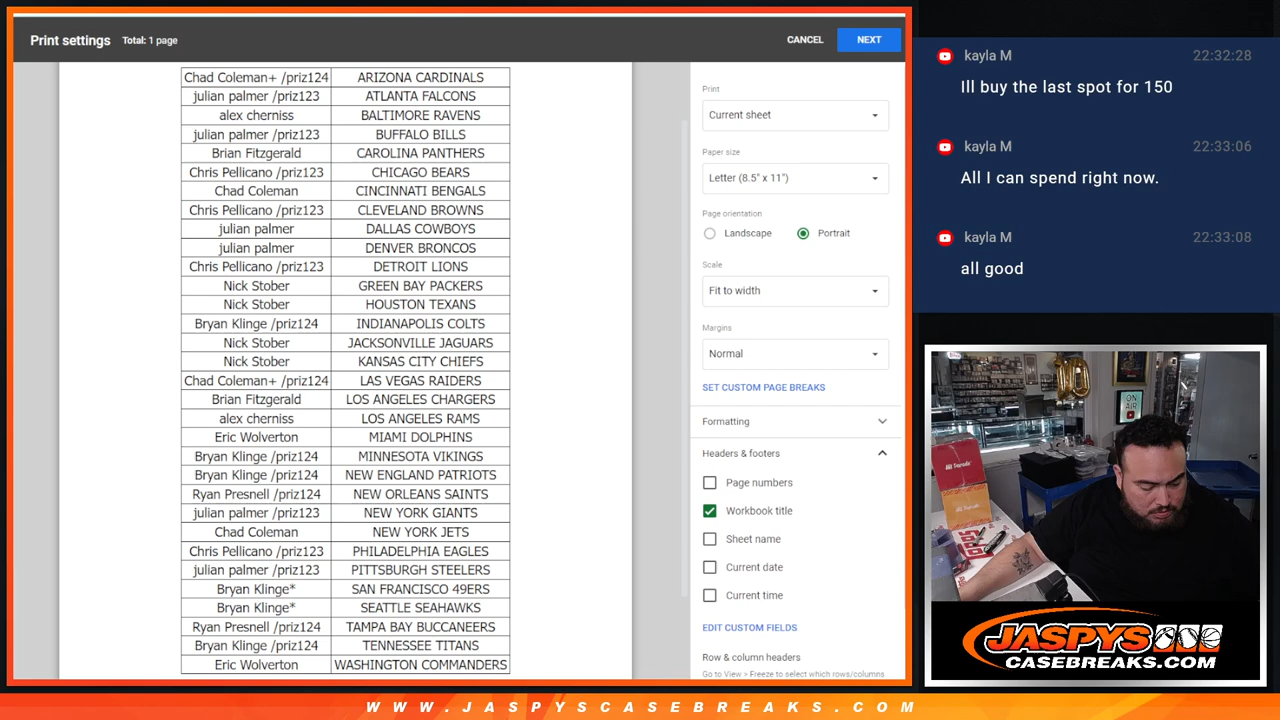 Print settings Total: 1 page CANCEL NEXT
Chad Coleman+ /priz124 ARIZONA CARDINALS
julian palmer /priz123 ATLANTA FALCONS
alex cherniss BALTIMORE RAVENS
julian palmer /priz123 BUFFALO BILLS
Brian Fitzgerald CAROLINA PANTHERS
Chris Pellicano /priz123 CHICAGO BEARS
Chad Coleman CINCINNATI BENGALS
Chris Pellicano /priz123 CLEVELAND BROWNS
julian palmer DALLAS COWBOYS
julian palmer DENVER BRONCOS
Chris Pellicano /priz123 DETROIT LIONS
Nick Stober GREEN BAY PACKERS
Nick Stober HOUSTON TEXANS
Bryan Klinge /priz124 INDIANAPOLIS COLTS
Nick Stober JACKSONVILLE JAGUARS
Nick Stober KANSAS CITY CHIEFS
Chad Coleman+ /priz124 LAS VEGAS RAIDERS
Brian Fitzgerald LOS ANGELES CHARGERS
alex cherniss LOS ANGELES RAMS
Eric Wolverton MIAMI DOLPHINS
Bryan Klinge /priz124 MINNESOTA VIKINGS
Bryan Klinge /priz124 NEW ENGLAND PATRIOTS
Ryan Presnell /priz124 NEW ORLEANS SAINTS
julian palmer /priz123 NEW YORK GIANTS
Chad Coleman NEW YORK JETS
Chris Pellicano /priz123 PHILADELPHIA EAGLES
julian palmer /priz123 PITTSBURGH STEELERS
Bryan Klinge* SAN FRANCISCO 49ERS
Bryan Klinge* SEATTLE SEAHAWKS
Ryan Presnell /priz124 TAMPA BAY BUCCANEERS
Bryan Klinge /priz124 TENNESSEE TITANS
Eric Wolverton WASHINGTON COMMANDERS
Print
Current sheet
Paper size
Letter (8.5" x 11")
Page orientation
Landscape Portrait
Scale
Fit to width
Margins
Normal
SET CUSTOM PAGE BREAKS
Formatting
Headers & footers
Page numbers
Workbook title
Sheet name
Current date
Current time
EDIT CUSTOM FIELDS
Row & column headers
Go to View > Freeze to select which rows/columns
kayla M 22:32:28
Ill buy the last spot for 150
kayla M 22:33:06
All I can spend right now.
kayla M 22:33:08
all good
10
ON AIR
JASPYS
CASEBREAKS.COM
WWW.JASPYSCASEBREAKS.COM